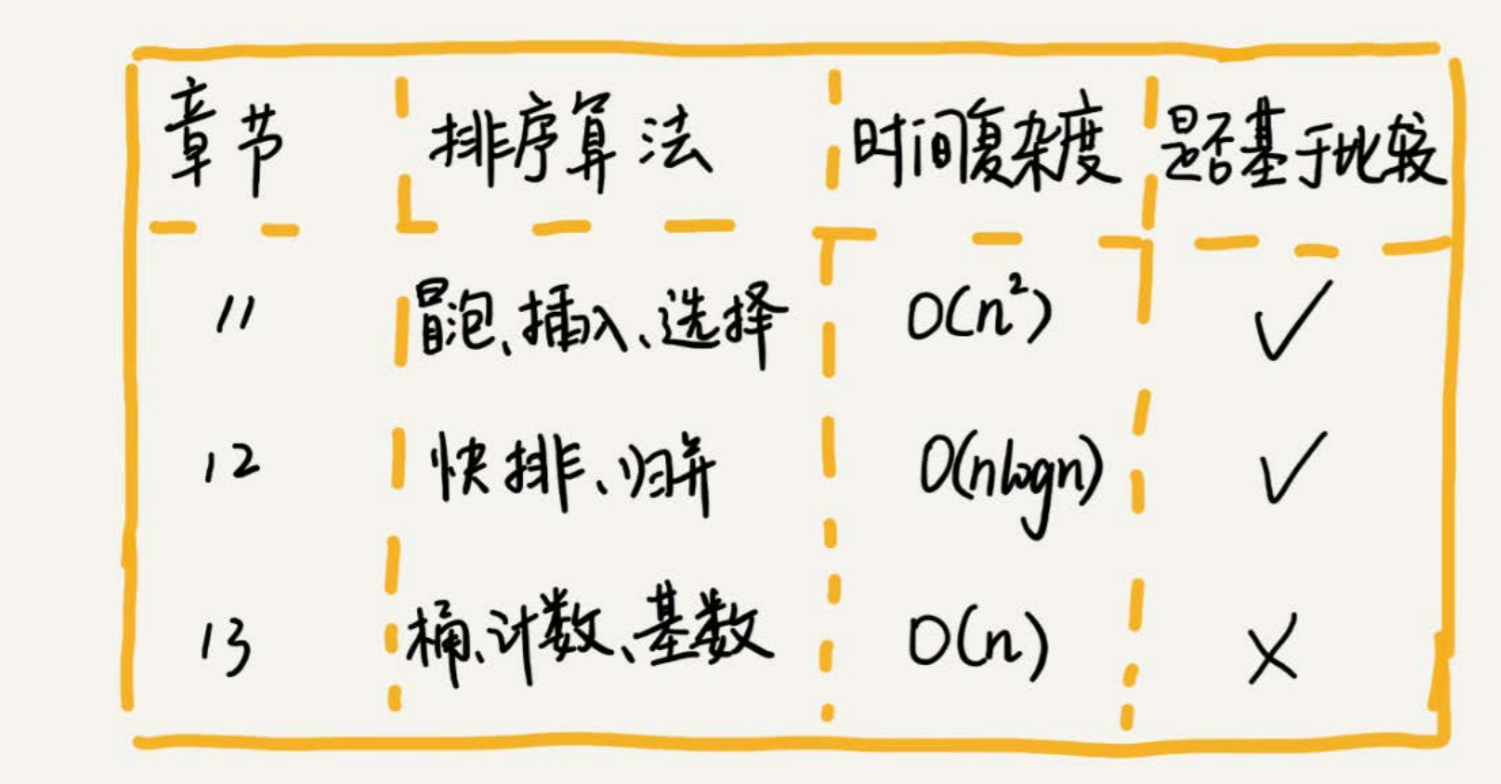 章节 排序算法 时间复杂度 是否基于比较
11 冒泡、插入、选择 O(n²) ✓
12 快排、归并 O(nlogn) ✓
13 桶、计数、基数 O(n) ✗